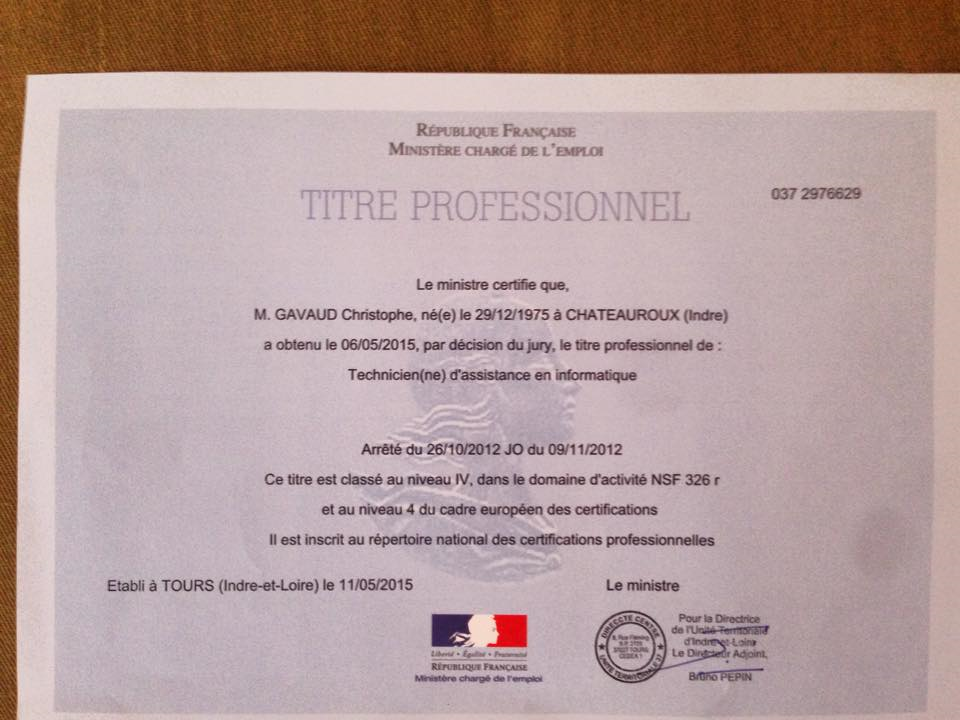 RÉPUBLIQUE FRANÇAISE
MINISTÈRE CHARGÉ DE L'EMPLOI
TITRE PROFESSIONNEL
037 2976629
Le ministre certifie que,
M. GAVAUD Christophe, né(e) le 29/12/1975 à CHATEAUROUX (Indre)
a obtenu le 06/05/2015, par décision du jury, le titre professionnel de :
Technicien(ne) d'assistance en informatique
Arrêté du 26/10/2012 JO du 09/11/2012
Ce titre est classé au niveau IV, dans le domaine d'activité NSF 326 r
et au niveau 4 du cadre européen des certifications
Il est inscrit au répertoire national des certifications professionnelles
Etabli à TOURS (Indre-et-Loire) le 11/05/2015
Le ministre
Liberté • Égalité • Fraternité
RÉPUBLIQUE FRANÇAISE
Ministère chargé de l'emploi
DIRECCTE CENTRE
UNITÉ TERRITORIALE 37
Pour la Directrice
de l'Unité Territoriale
d'Indre-et-Loire
Le Directeur Adjoint,
Bruno PEPIN